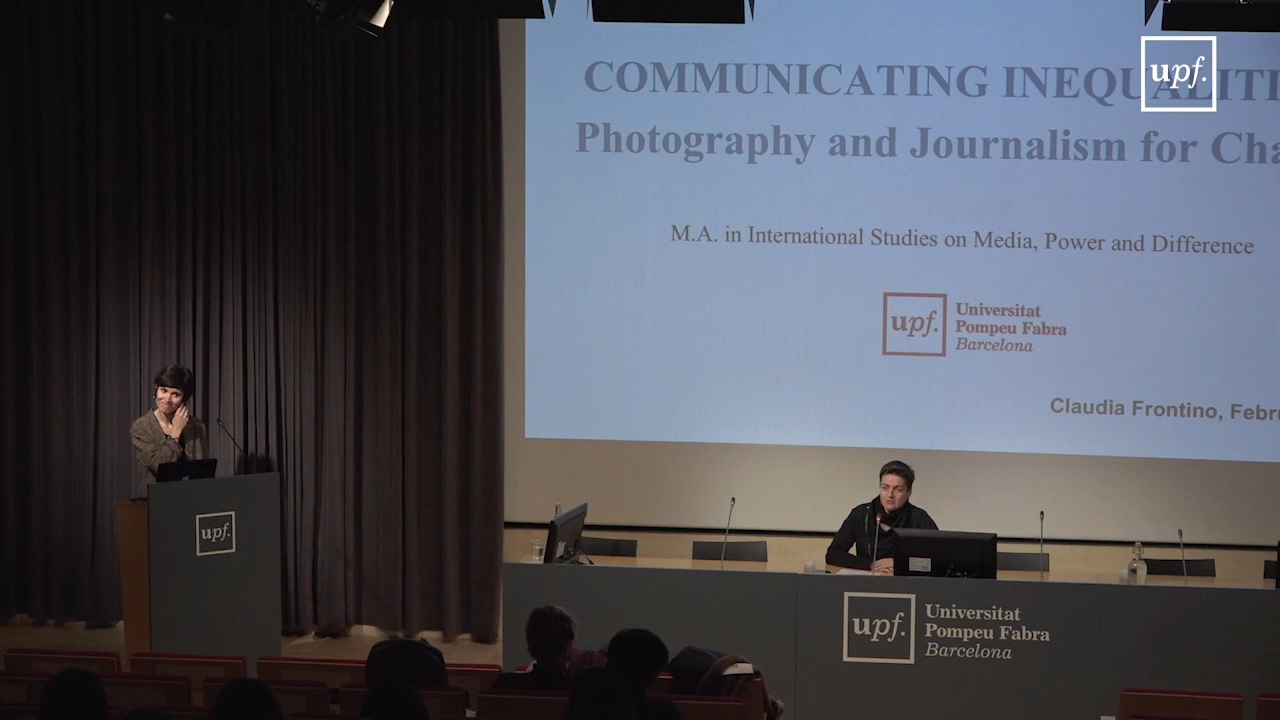 COMMUNICATING INEQUALITI
Photography and Journalism for Cha
M.A. in International Studies on Media, Power and Difference
upf.
Universitat
Pompeu Fabra
Barcelona
Claudia Frontino, Febr
upf.
upf.
upf.
Universitat
Pompeu Fabra
Barcelona